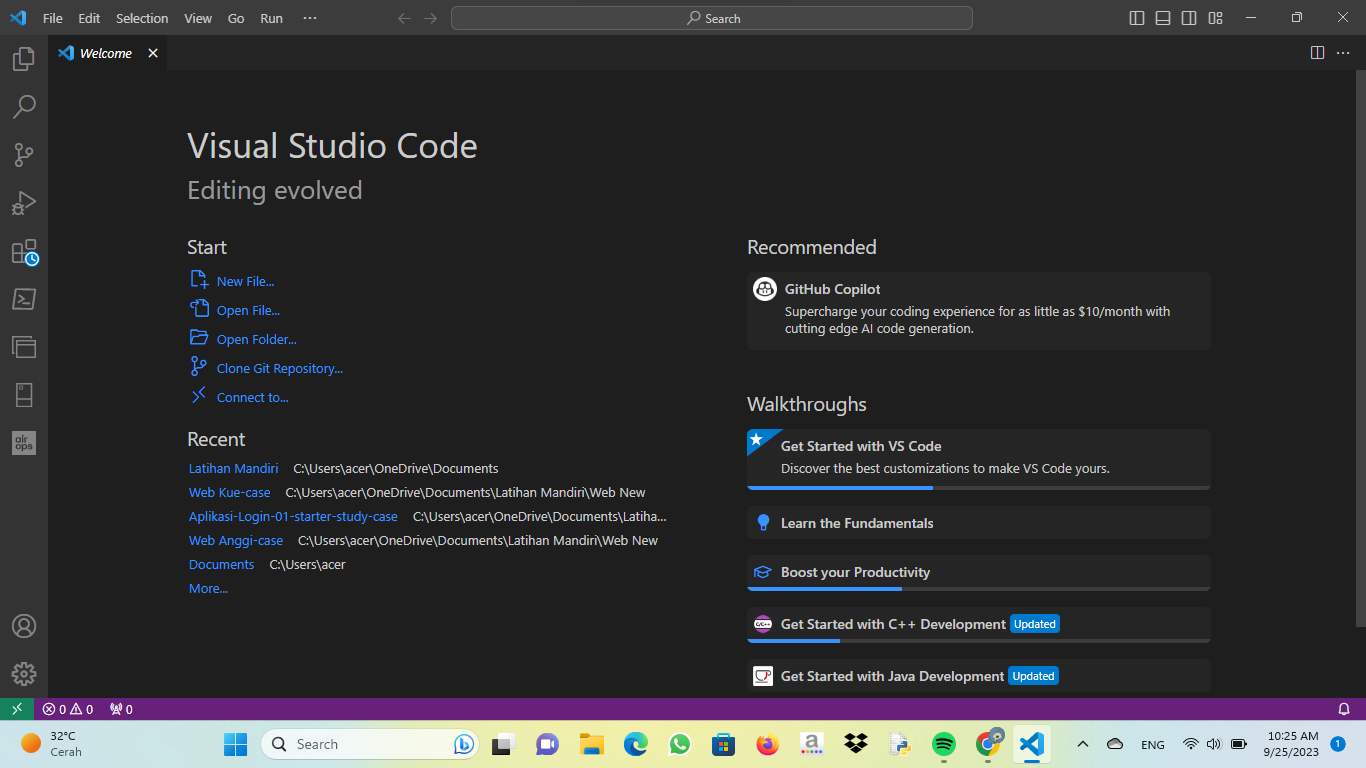 File Edit Selection View Go Run ···
Search
Welcome
Visual Studio Code
Editing evolved
Start
New File...
Open File...
Open Folder...
Clone Git Repository...
Connect to...
Recent
Latihan Mandiri C:\Users\acer\OneDrive\Documents
Web Kue-case C:\Users\acer\OneDrive\Documents\Latihan Mandiri\Web New
Aplikasi-Login-01-starter-study-case C:\Users\acer\OneDrive\Documents\Latiha...
Web Anggi-case C:\Users\acer\OneDrive\Documents\Latihan Mandiri\Web New
Documents C:\Users\acer
More...
Recommended
GitHub Copilot
Supercharge your coding experience for as little as $10/month with
cutting edge AI code generation.
Walkthroughs
Get Started with VS Code
Discover the best customizations to make VS Code yours.
Learn the Fundamentals
Boost your Productivity
C/C++ Get Started with C++ Development Updated
Get Started with Java Development Updated
air
ops
0 0 0
32°C
Cerah
Search
a
ENG
10:25 AM
9/25/2023
1